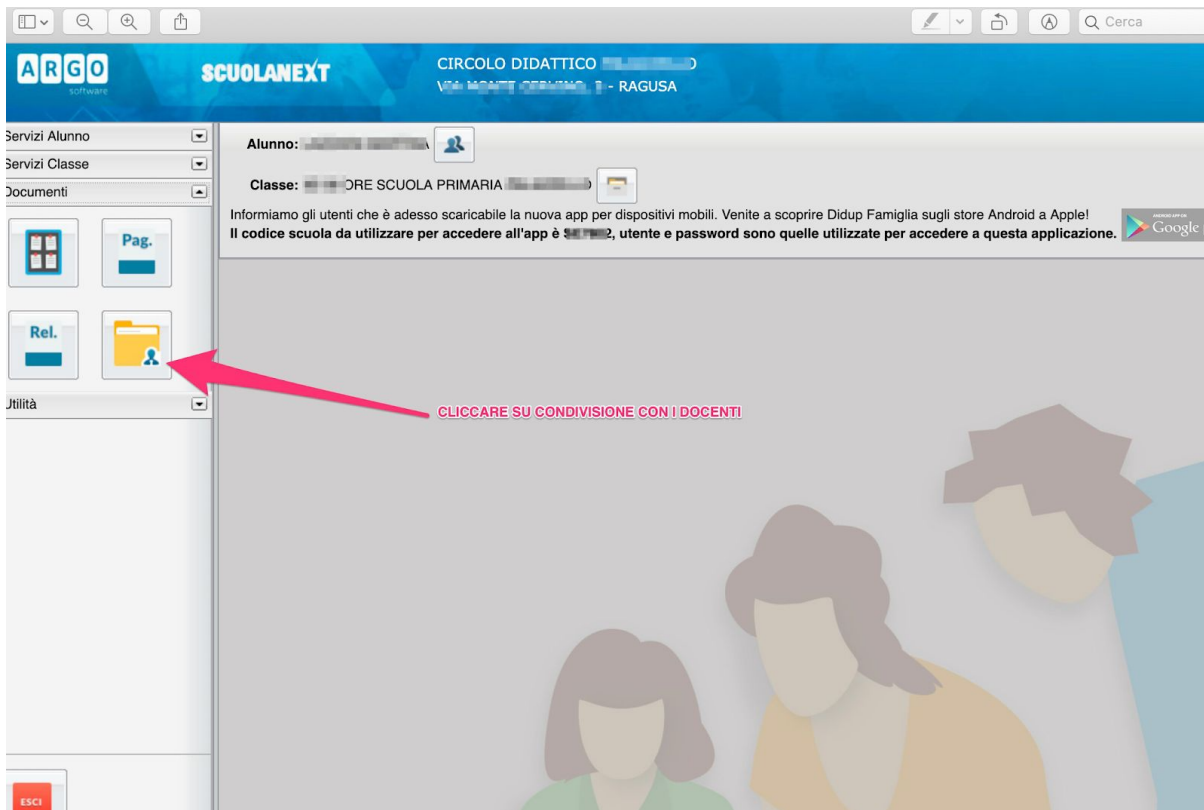 Cerca
ARGO
software
SCUOLANEXT
CIRCOLO DIDATTICO
- RAGUSA
Servizi Alunno
Servizi Classe
Documenti
Pag.
Rel.
Utilità
ESCI
Alunno:
Classe: ORE SCUOLA PRIMARIA
Informiamo gli utenti che è adesso scaricabile la nuova app per dispositivi mobili. Venite a scoprire Didup Famiglia sugli store Android a Apple!
Il codice scuola da utilizzare per accedere all'app è , utente e password sono quelle utilizzate per accedere a questa applicazione.
ANDROID APP ON
Google
CLICCARE SU CONDIVISIONE CON I DOCENTI